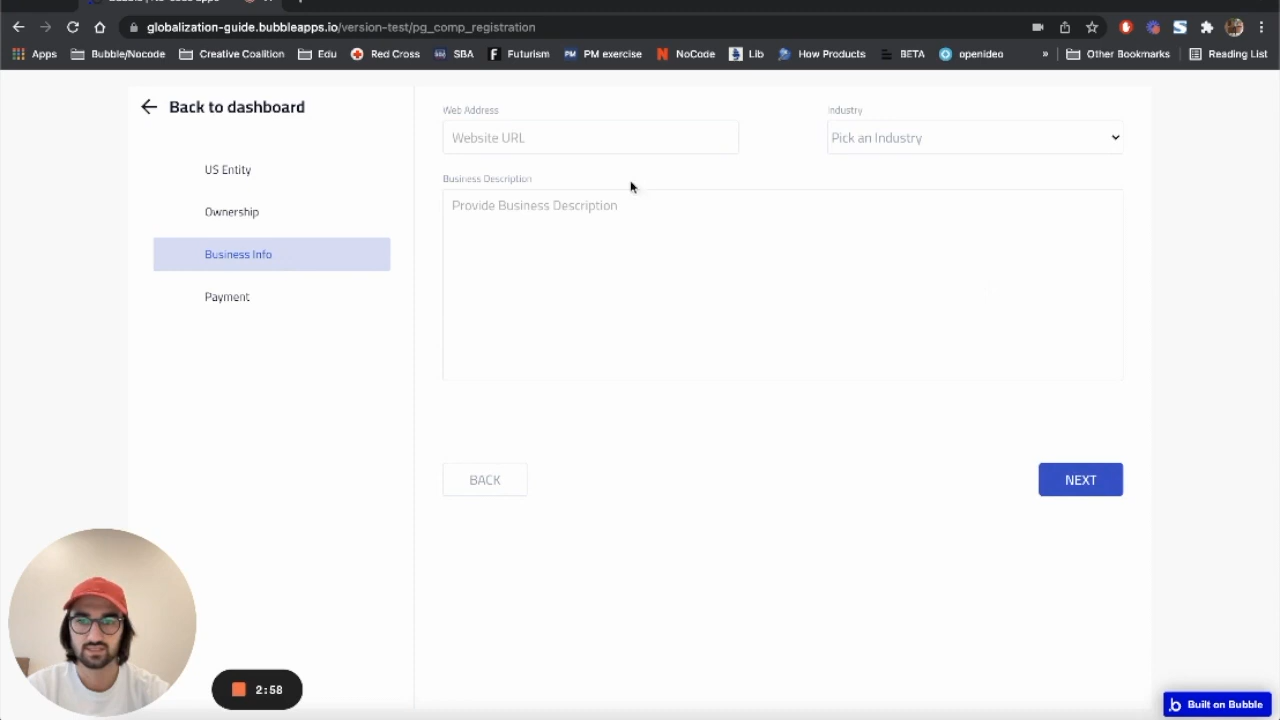 globalization-guide.bubbleapps.io/version-test/pg_comp_registration
Apps Bubble/Nocode Creative Coalition Edu Red Cross SBA Futurism PM exercise NoCode Lib How Products BETA openideo » Other Bookmarks Reading List
Back to dashboard
US Entity
Ownership
Business Info
Payment
Web Address Industry
Website URL Pick an Industry
Business Description
Provide Business Description
BACK NEXT
2:58
Built on Bubble